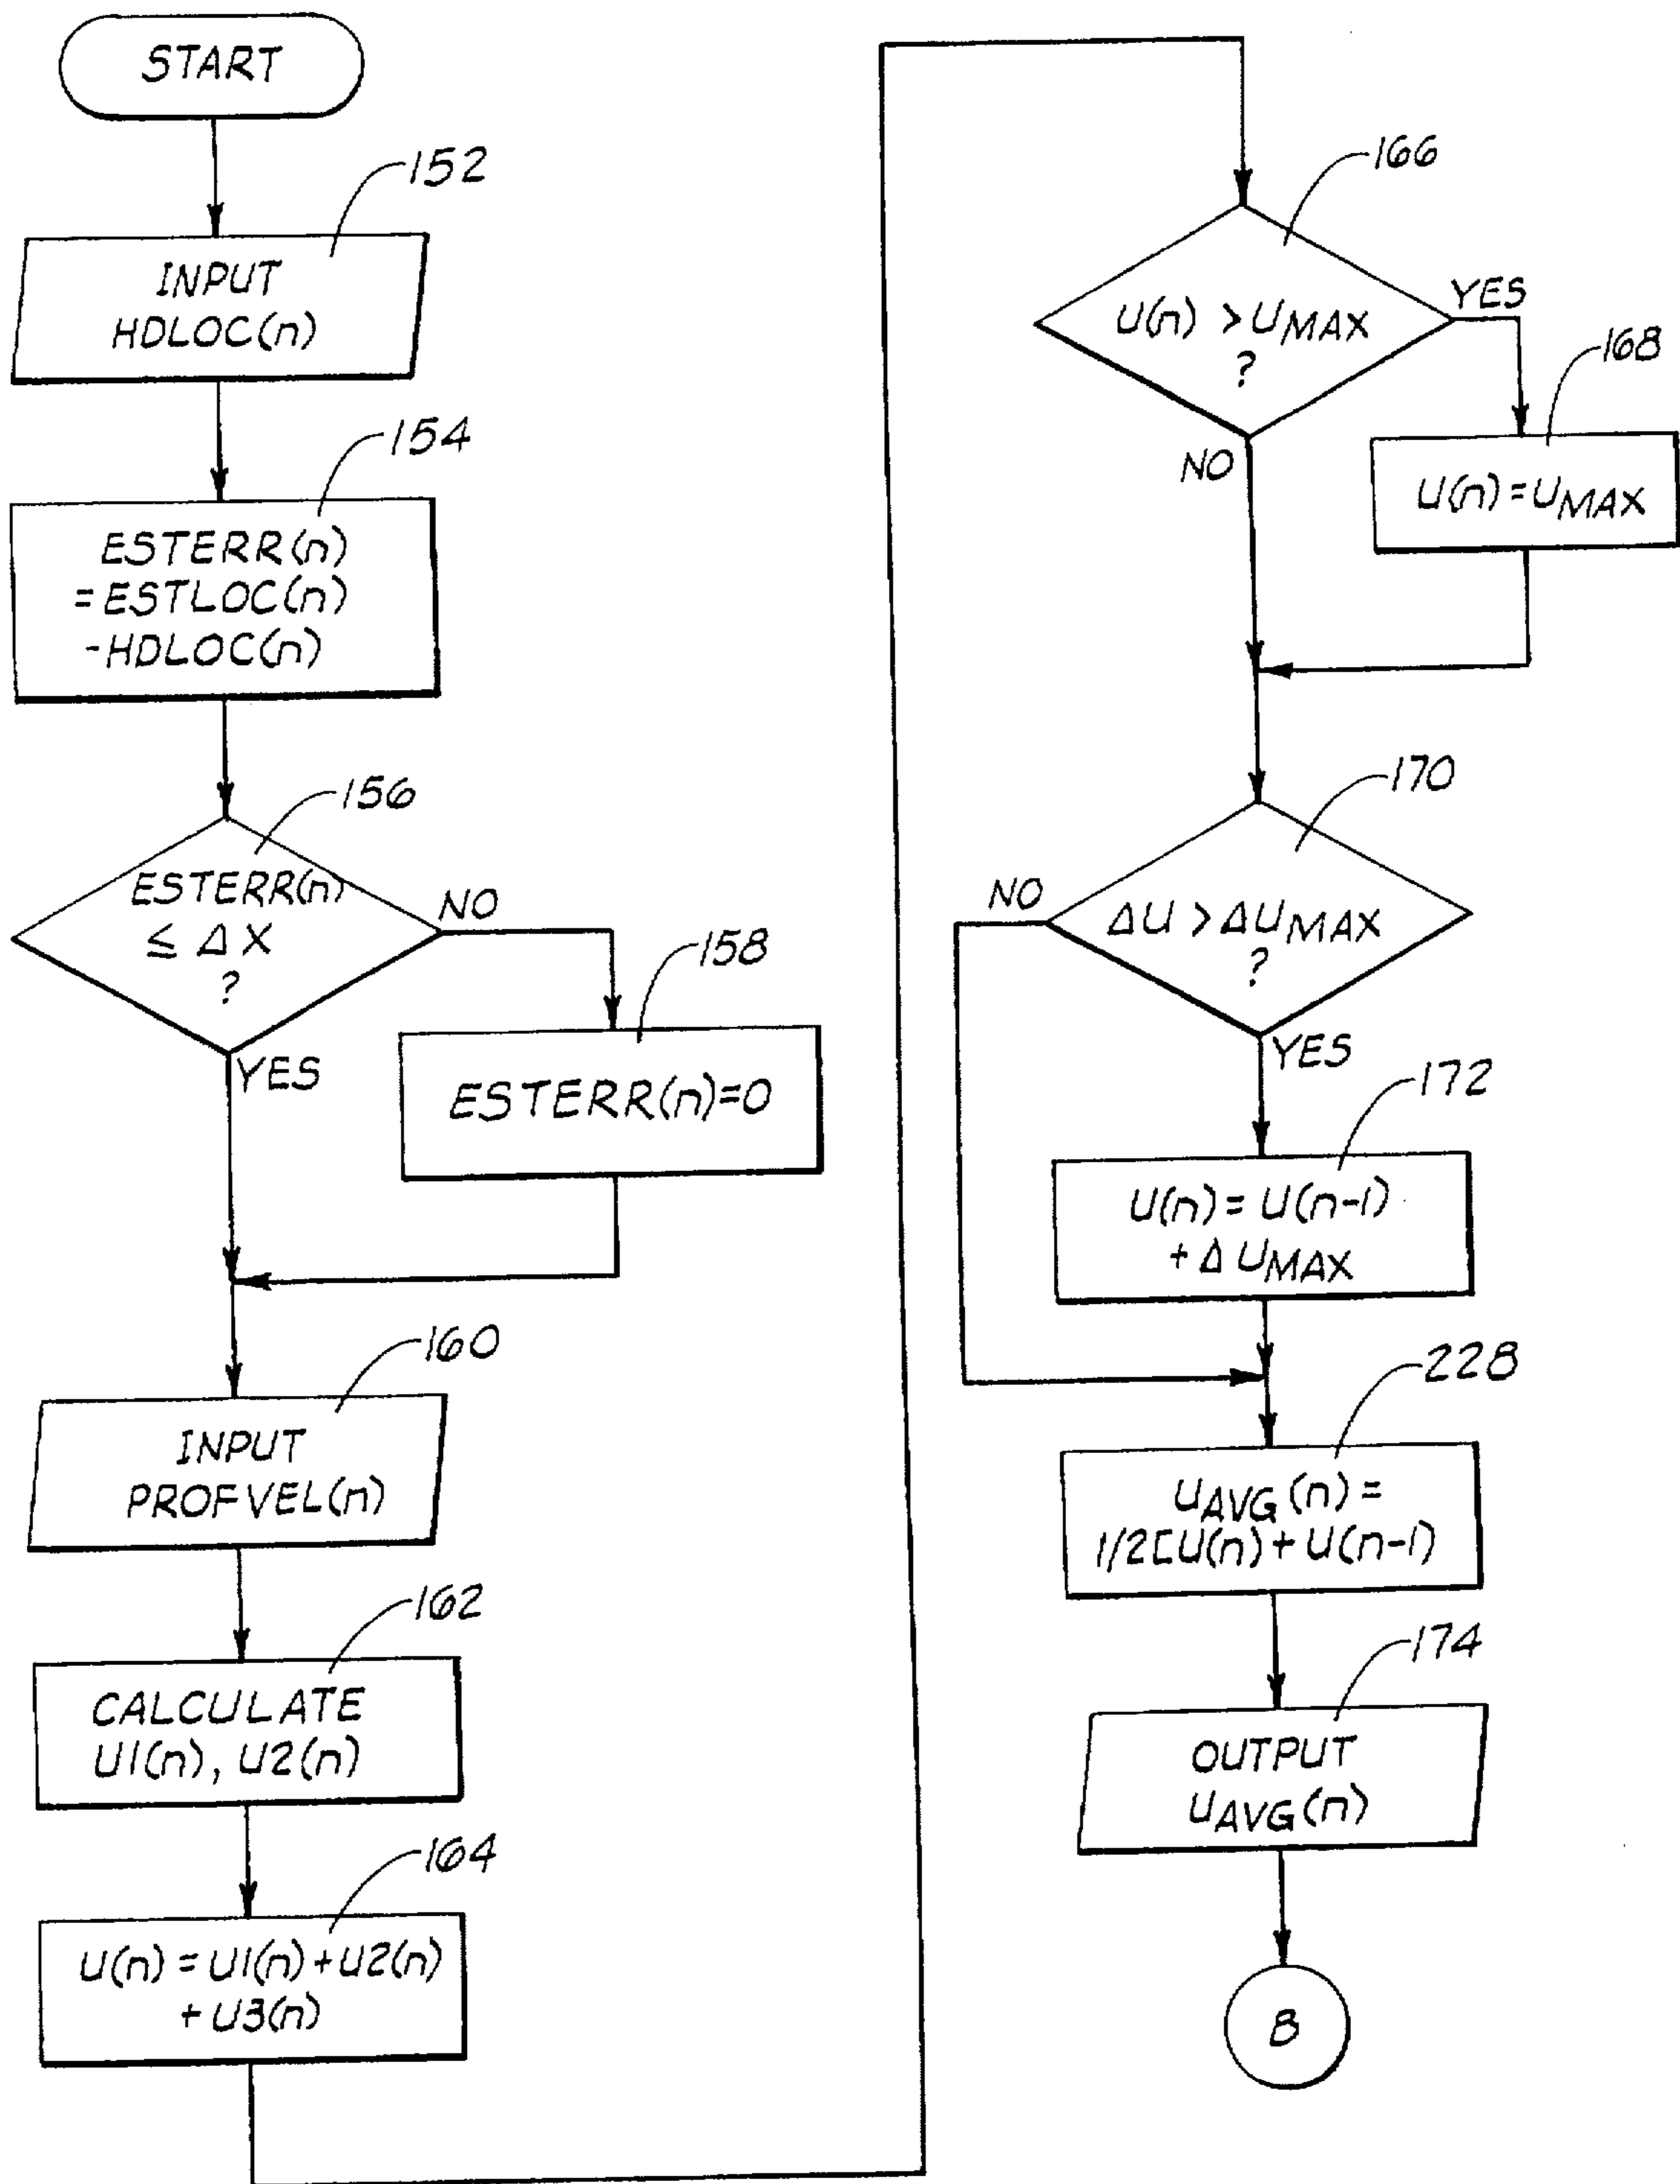 START
152
INPUT
HDLOC(n)
154
ESTERR(n)
=ESTLOC(n)
-HDLOC(n)
156
ESTERR(n)
≤ ΔX
?
NO
YES
158
ESTERR(n)=0
160
INPUT
PROFVEL(n)
162
CALCULATE
U1(n), U2(n)
164
U(n) = U1(n)+U2(n)
+ U3(n)
166
U(n) > UMAX
?
YES
NO
168
U(n)=UMAX
170
ΔU > ΔUMAX
?
NO
YES
172
U(n) = U(n-1)
+ Δ UMAX
228
UAVG (n) =
1/2[U(n)+U(n-1)
174
OUTPUT
UAVG(n)
B